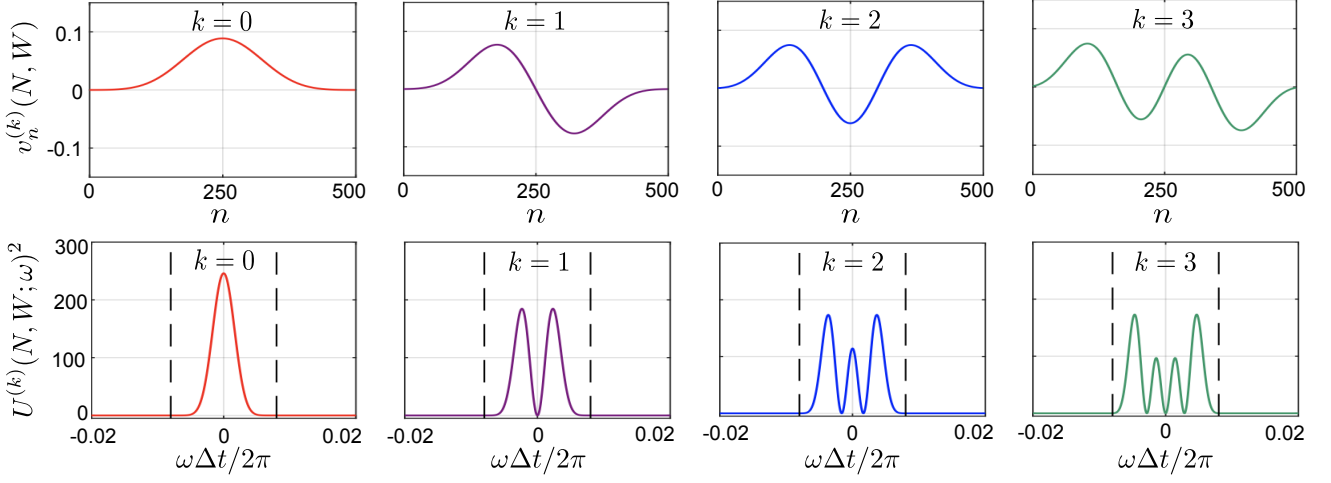 k = 0
k = 1
k = 2
k = 3
v_n^{(k)}(N, W)
0.1
0
-0.1
0 250 500
0 250 500
0 250 500
0 250 500
n
n
n
n
U^{(k)}(N, W; ω)^2
300
200
100
0
k = 0
k = 1
k = 2
k = 3
-0.02 0 0.02
-0.02 0 0.02
-0.02 0 0.02
-0.02 0 0.02
ωΔt/2π
ωΔt/2π
ωΔt/2π
ωΔt/2π